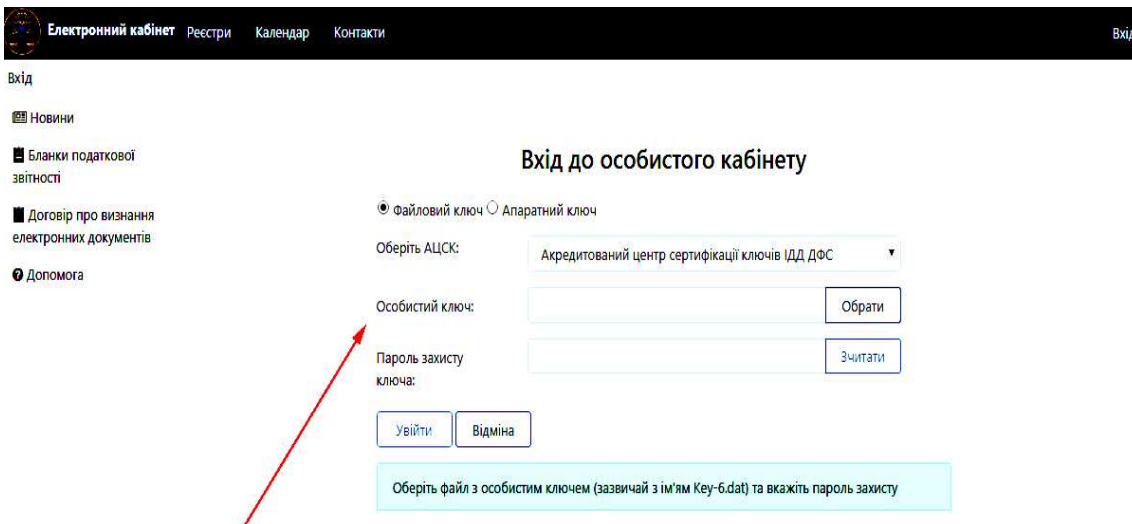 Електронний кабінет Реєстри Календар Контакти Вхід
Вхід
Новини
Бланки податкової
звітності
Договір про визнання
електронних документів
Допомога
Вхід до особистого кабінету
Файловий ключ Апаратний ключ
Оберіть АЦСК: Акредитований центр сертифікації ключів ІДД ДФС
Особистий ключ: Обрати
Пароль захисту
ключа: Зчитати
Увійти Відміна
Оберіть файл з особистим ключем (зазвичай з ім'ям Key-6.dat) та вкажіть пароль захисту